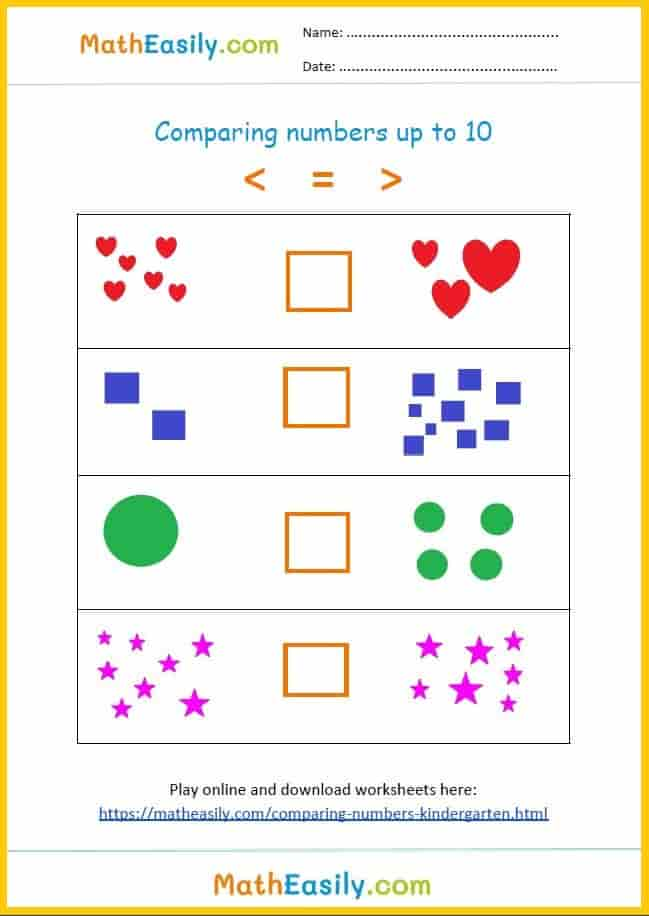 MathEasily.com
Name: ....................................................
Date: .....................................................
Comparing numbers up to 10
< = >
Play online and download worksheets here:
https://matheasily.com/comparing-numbers-kindergarten.html
MathEasily.com